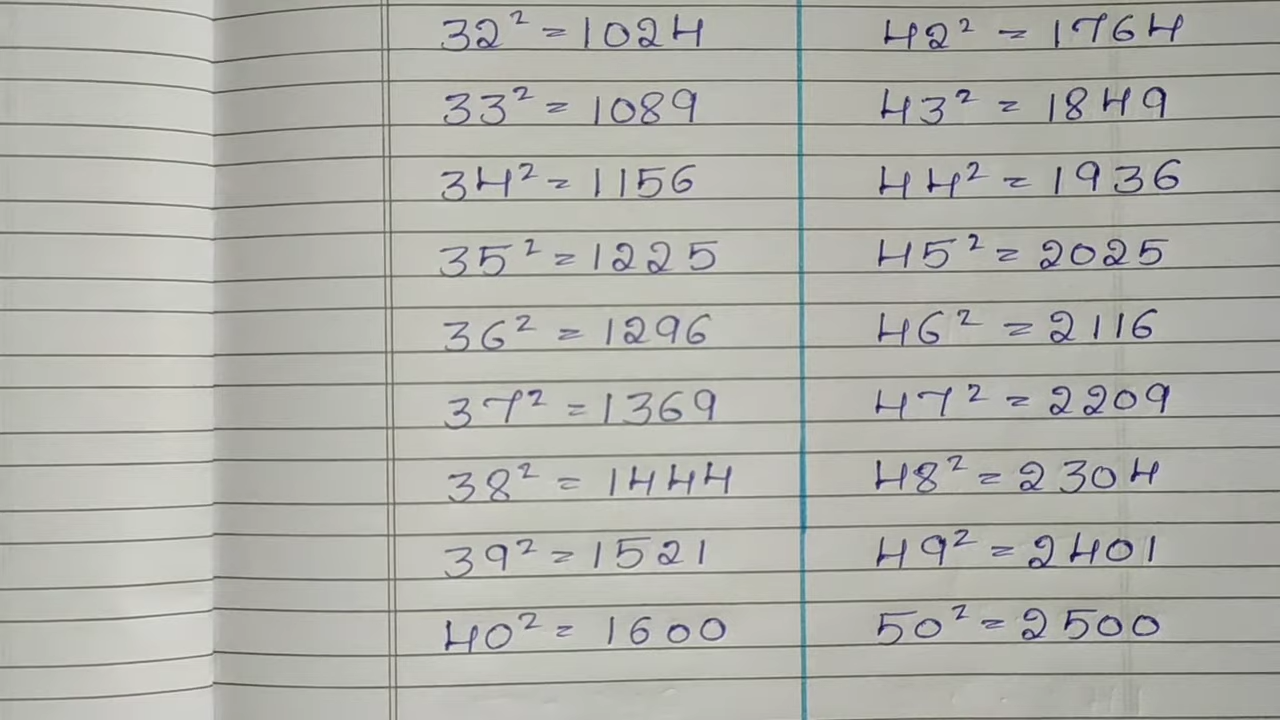 32² = 1024
33² = 1089
34² = 1156
35² = 1225
36² = 1296
37² = 1369
38² = 1444
39² = 1521
40² = 1600
42² = 1764
43² = 1849
44² = 1936
45² = 2025
46² = 2116
47² = 2209
48² = 2304
49² = 2401
50² = 2500